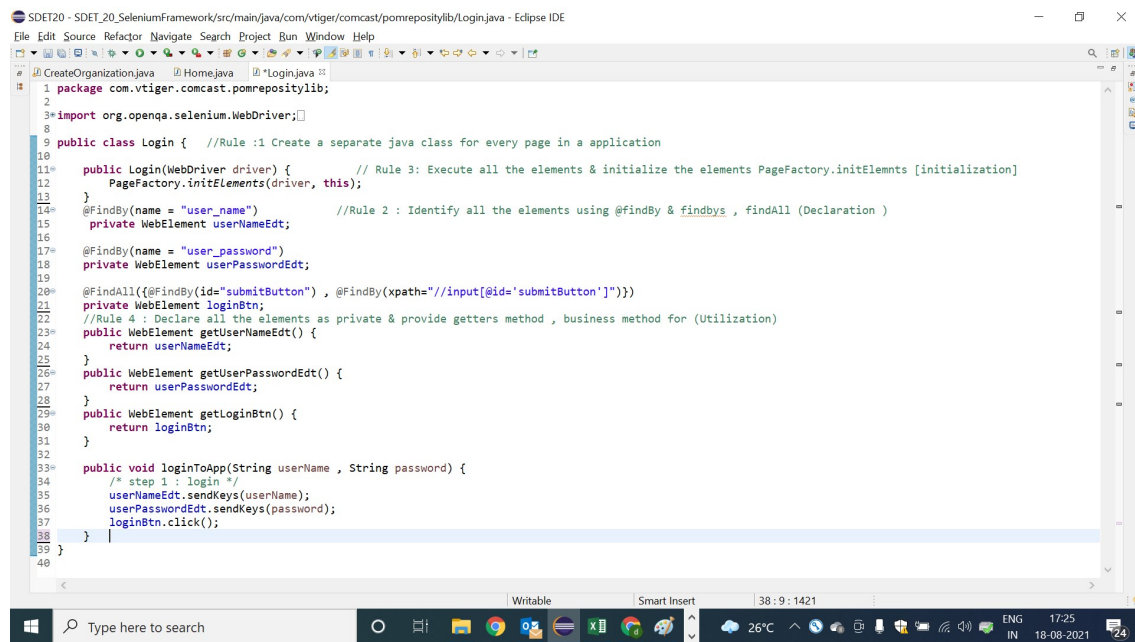 SDET20 - SDET_20_SeleniumFramework/src/main/java/com/vtiger/comcast/pomrepositylib/Login.java - Eclipse IDE
File Edit Source Refactor Navigate Search Project Run Window Help
CreateOrganization.java Home.java *Login.java
1 package com.vtiger.comcast.pomrepositylib;
2
3 import org.openqa.selenium.WebDriver;
8
9 public class Login { //Rule :1 Create a separate java class for every page in a application
10
11 public Login(WebDriver driver) { // Rule 3: Execute all the elements & initialize the elements PageFactory.initElemnts [initialization]
12 PageFactory.initElements(driver, this);
13 }
14 @FindBy(name = "user_name") //Rule 2 : Identify all the elements using @findBy & findbys , findAll (Declaration )
15 private WebElement userNameEdt;
16
17 @FindBy(name = "user_password")
18 private WebElement userPasswordEdt;
19
20 @FindAll({@FindBy(id="submitButton") , @FindBy(xpath="//input[@id='submitButton']")})
21 private WebElement loginBtn;
22 //Rule 4 : Declare all the elements as private & provide getters method , business method for (Utilization)
23 public WebElement getUserNameEdt() {
24 return userNameEdt;
25 }
26 public WebElement getUserPasswordEdt() {
27 return userPasswordEdt;
28 }
29 public WebElement getLoginBtn() {
30 return loginBtn;
31 }
32
33 public void loginToApp(String userName , String password) {
34 /* step 1 : login */
35 userNameEdt.sendKeys(userName);
36 userPasswordEdt.sendKeys(password);
37 loginBtn.click();
38 }
39 }
40
Writable Smart Insert 38 : 9 : 1421
Type here to search 26°C ENG IN 17:25 18-08-2021 24